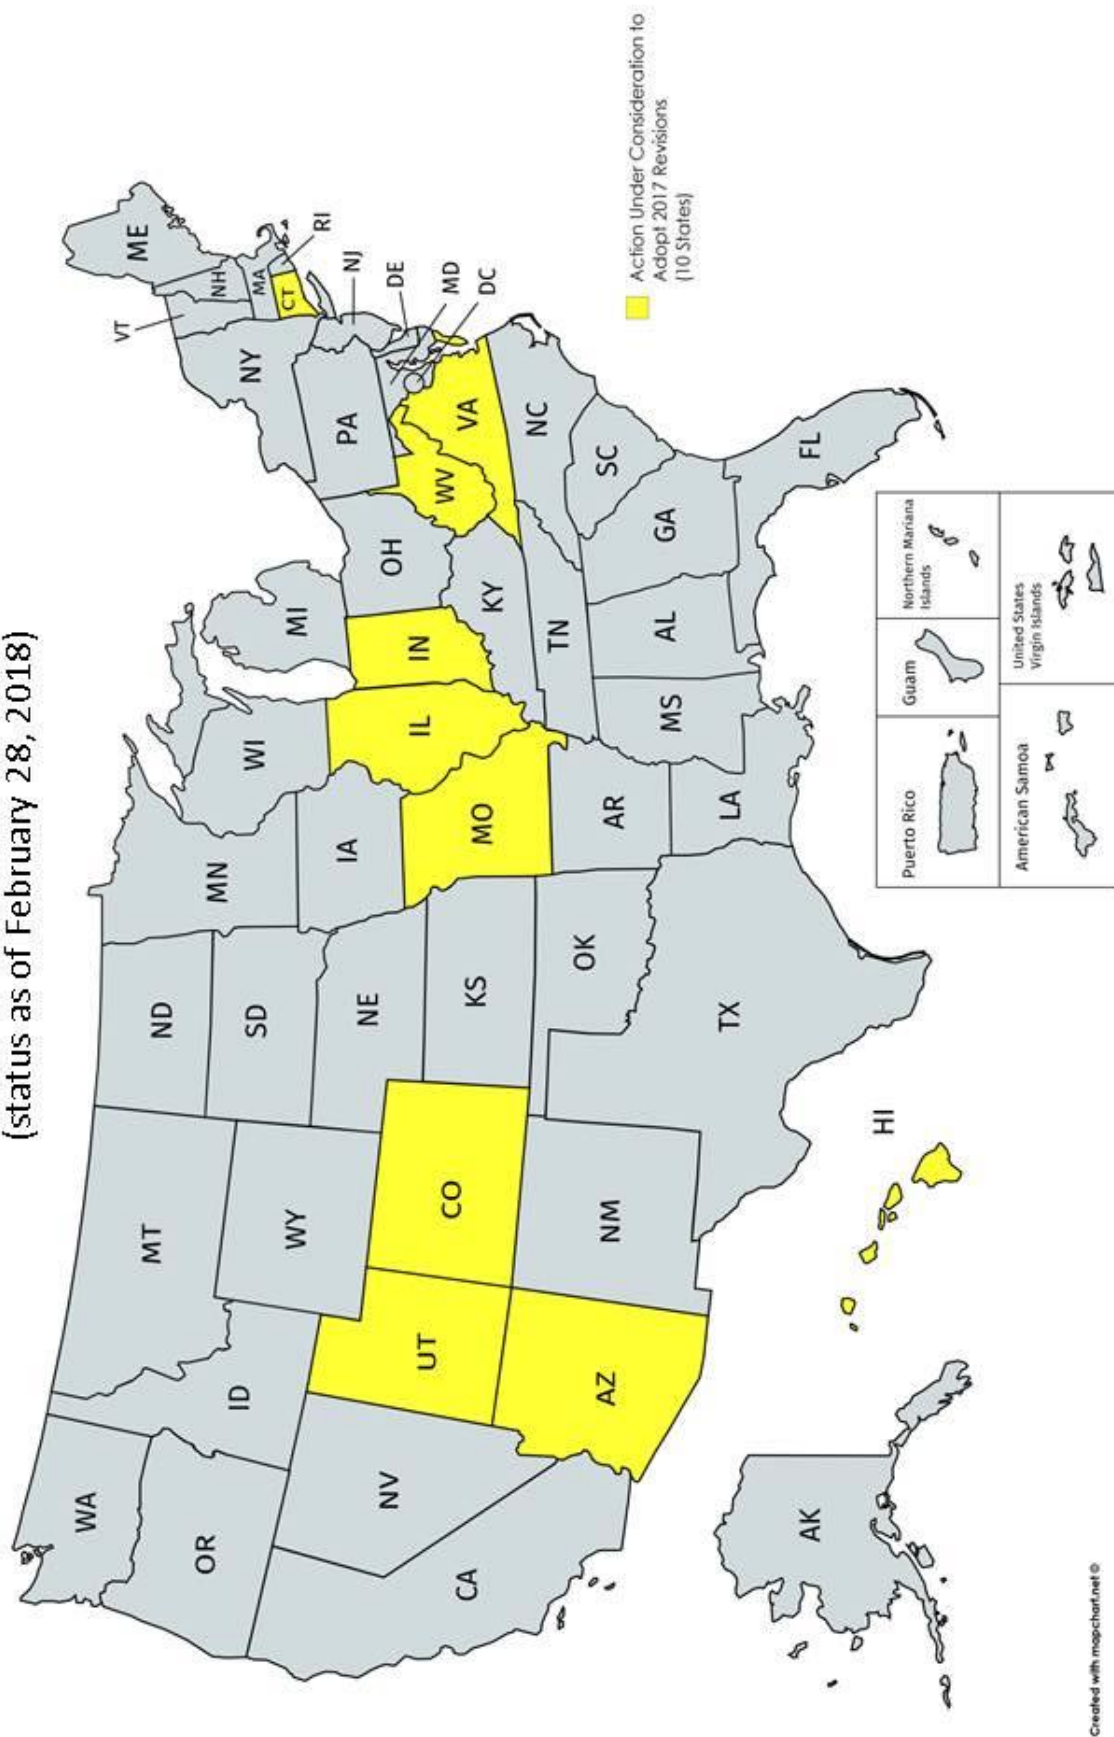 (status as of February 28, 2018)
WA
OR
CA
NV
ID
MT
WY
UT
AZ
CO
NM
ND
SD
NE
KS
OK
TX
MN
IA
MO
AR
LA
WI
IL
MI
IN
OH
KY
TN
MS
AL
GA
FL
SC
NC
VA
WV
PA
NY
VT
NH
ME
MA
CT
RI
NJ
DE
MD
DC
AK
HI
Action Under Consideration to
Adopt 2017 Revisions
(10 States)
Puerto Rico
Guam
Northern Mariana
Islands
American Samoa
United States
Virgin Islands
Created with mapchart.net ©